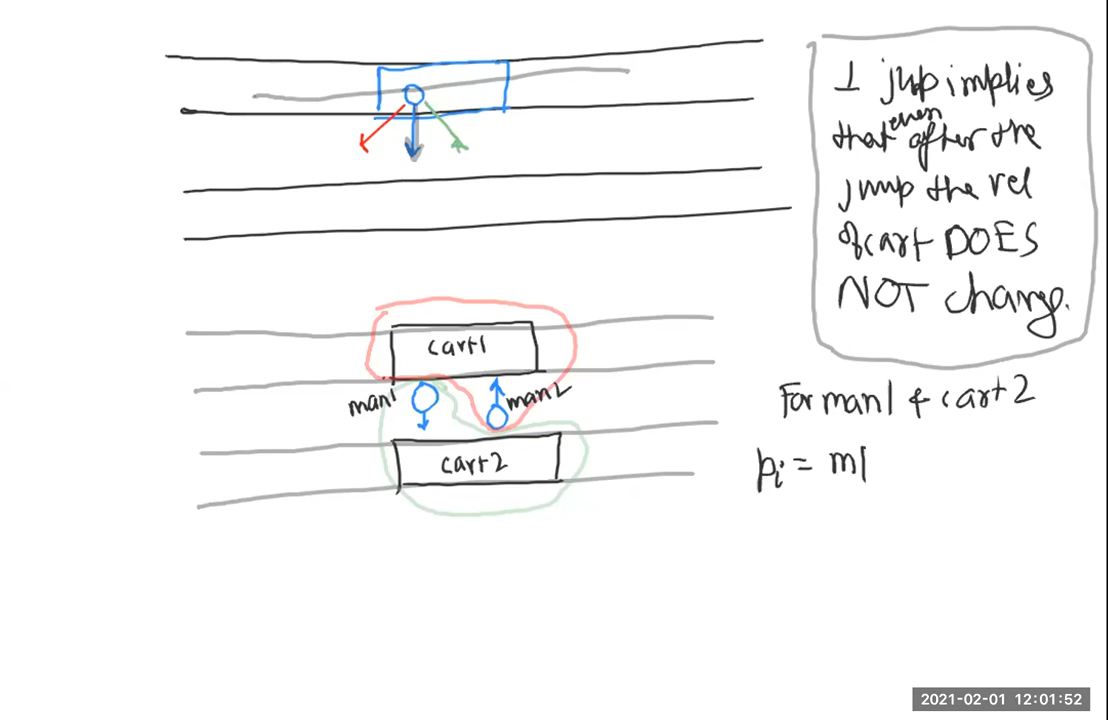 ⊥ jump implies
that even after the
jump the vel
of cart DOES
NOT change.
cart1
man1
man2
cart2
For man1 & cart2
pi = m1
2021-02-01 12:01:52